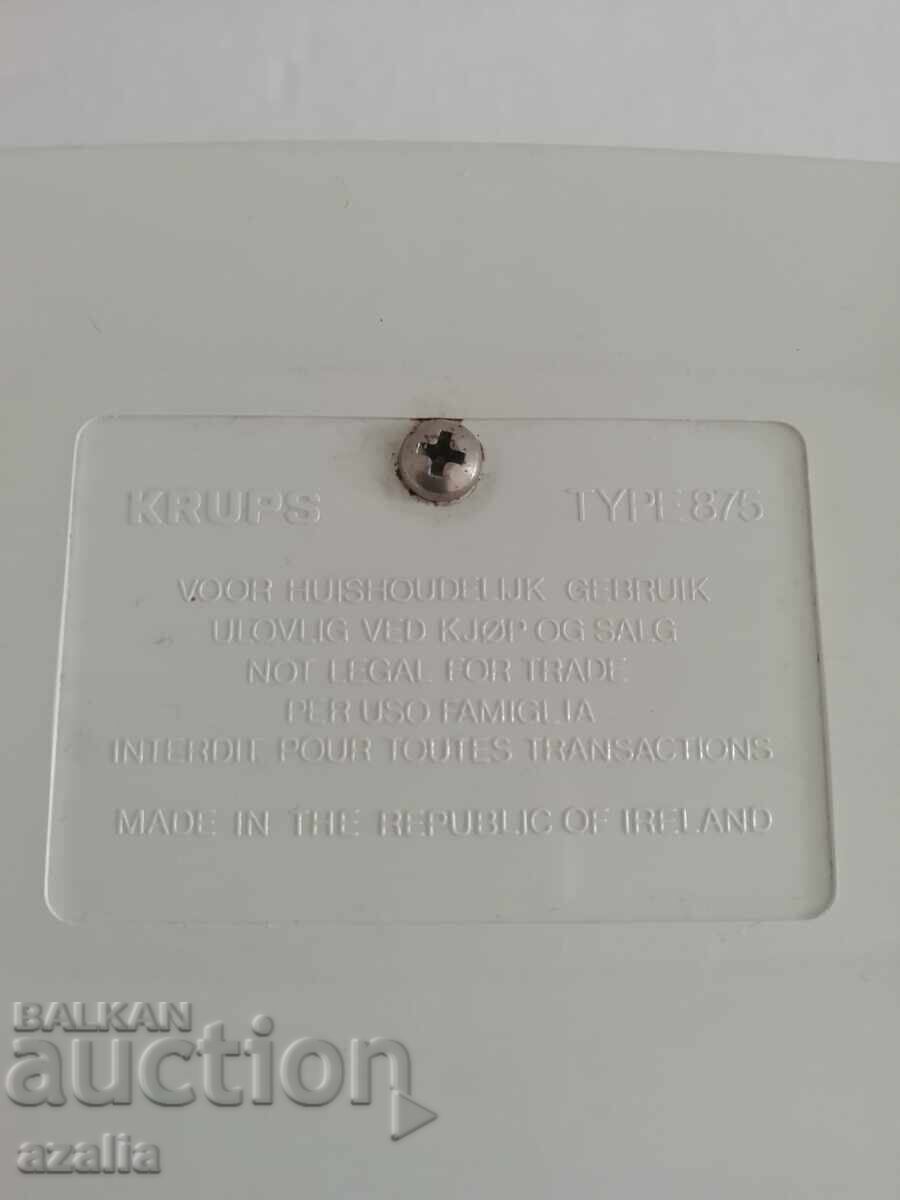 KRUPS TYPE 875
VOOR HUISHOUDELIJK GEBRUIK
ULOVLIG VED KJØP OG SALG
NOT LEGAL FOR TRADE
PER USO FAMIGLIA
INTERDIT POUR TOUTES TRANSACTIONS
MADE IN THE REPUBLIC OF IRELAND
BALKAN
auction
azalia